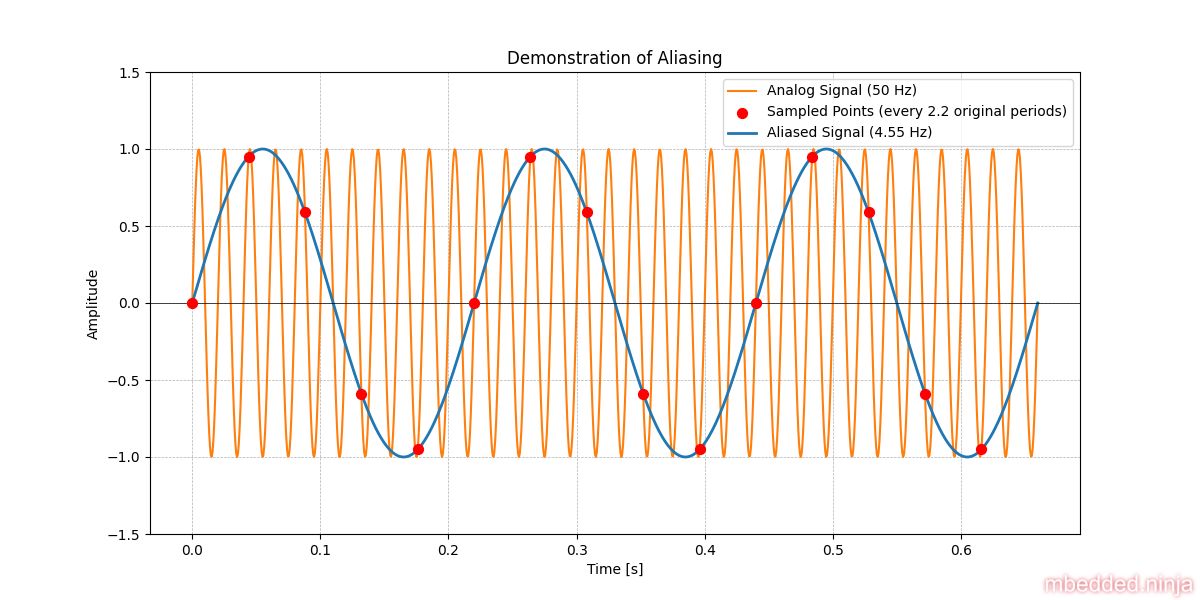 Demonstration of Aliasing
1.5
1.0
0.5
0.0
−0.5
−1.0
−1.5
Amplitude
Analog Signal (50 Hz)
Sampled Points (every 2.2 original periods)
Aliased Signal (4.55 Hz)
0.0 0.1 0.2 0.3 0.4 0.5 0.6
Time [s]
mbedded.ninja